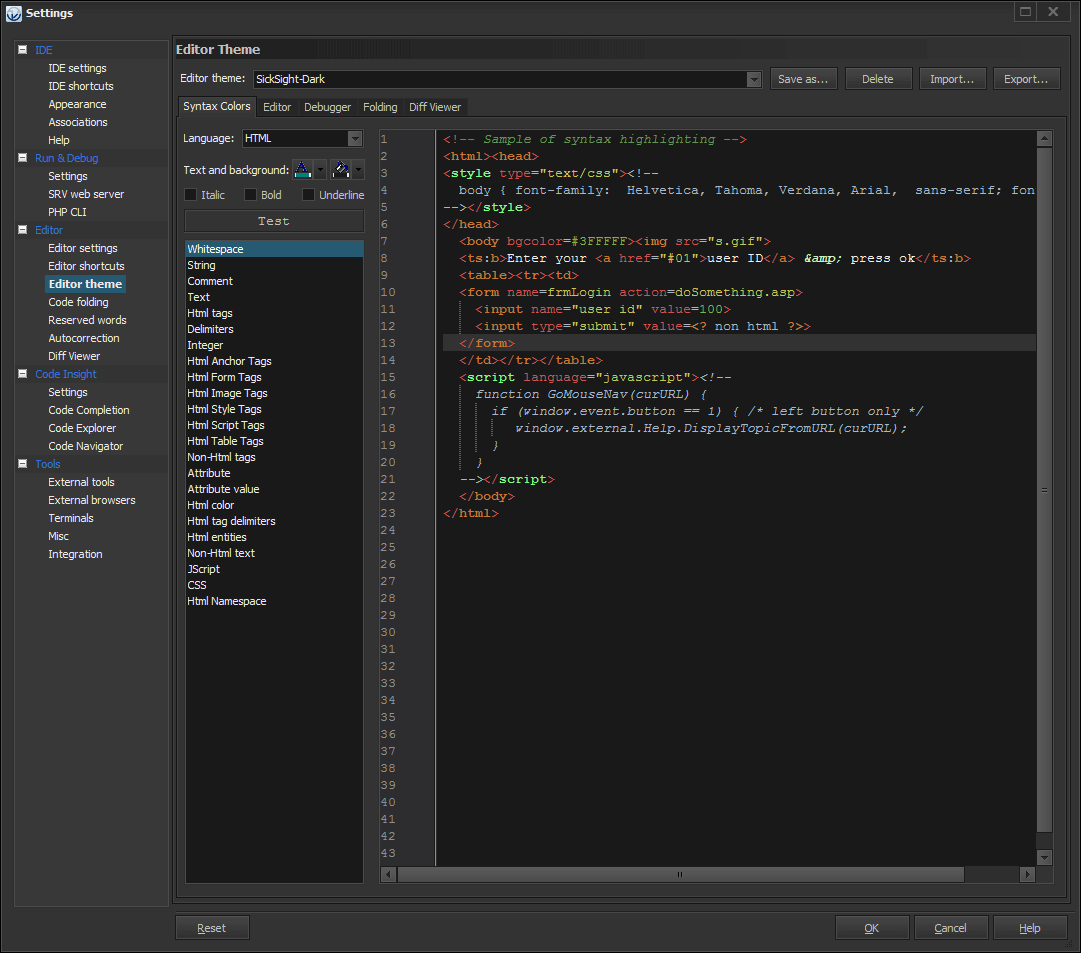 Settings
IDE
IDE settings
IDE shortcuts
Appearance
Associations
Help
Run & Debug
Settings
SRV web server
PHP CLI
Editor
Editor settings
Editor shortcuts
Editor theme
Code folding
Reserved words
Autocorrection
Diff Viewer
Code Insight
Settings
Code Completion
Code Explorer
Code Navigator
Tools
External tools
External browsers
Terminals
Misc
Integration
Editor Theme
Editor theme: SickSight-Dark Save as... Delete Import... Export...
Syntax Colors Editor Debugger Folding Diff Viewer
Language: HTML
Text and background:
Italic Bold Underline
Test
Whitespace
String
Comment
Text
Html tags
Delimiters
Integer
Html Anchor Tags
Html Form Tags
Html Image Tags
Html Style Tags
Html Script Tags
Html Table Tags
Non-Html tags
Attribute
Attribute value
Html color
Html tag delimiters
Html entities
Non-Html text
JScript
CSS
Html Namespace
1 <!-- Sample of syntax highlighting -->
2 <html><head>
3 <style type="text/css"><!--
4 body { font-family: Helvetica, Tahoma, Verdana, Arial, sans-serif; fon
5 --></style>
6 </head>
7 <body bgcolor=#3FFFFF><img src="s.gif">
8 <ts:b>Enter your <a href="#01">user ID</a> &amp; press ok</ts:b>
9 <table><tr><td>
10 <form name=frmLogin action=doSomething.asp>
11 <input name="user id" value=100>
12 <input type="submit" value=<? non html ?>>
13 </form>
14 </td></tr></table>
15 <script language="javascript"><!--
16 function GoMouseNav(curURL) {
17 if (window.event.button == 1) { /* left button only */
18 window.external.Help.DisplayTopicFromURL(curURL);
19 }
20 }
21 --></script>
22 </body>
23 </html>
24
25
26
27
28
29
30
31
32
33
34
35
36
37
38
39
40
41
42
43
Reset OK Cancel Help